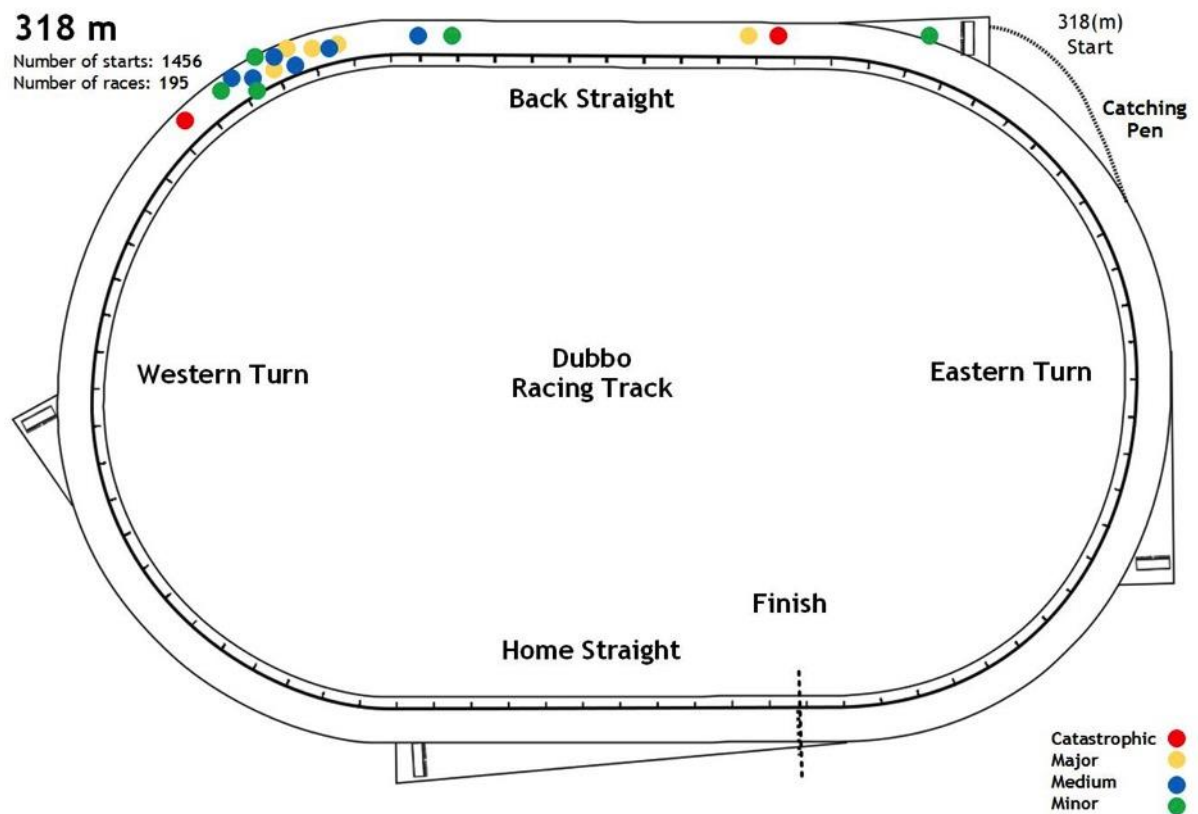 318 m
Number of starts: 1456
Number of races: 195
318(m)
Start
Catching
Pen
Back Straight
Western Turn
Dubbo
Racing Track
Eastern Turn
Finish
Home Straight
Catastrophic
Major
Medium
Minor